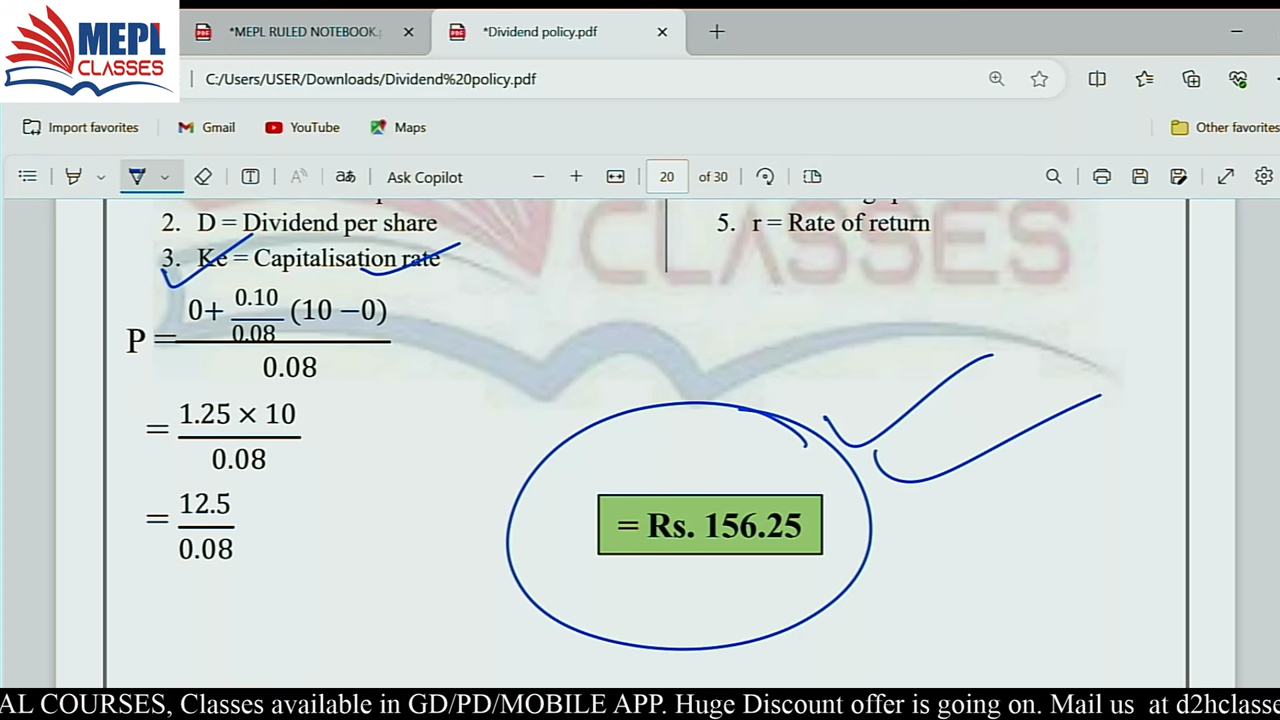 MEPL
CLASSES
*MEPL RULED NOTEBOOK.
*Dividend policy.pdf
C:/Users/USER/Downloads/Dividend%20policy.pdf
Import favorites
Gmail
YouTube
Maps
Other favorites
Ask Copilot
20 of 30
2. D = Dividend per share
5. r = Rate of return
3. Ke = Capitalisation rate
CLASSES
P = 0+ 0.10/0.08 (10 −0) / 0.08
= 1.25 × 10 / 0.08
= 12.5 / 0.08
= Rs. 156.25
AL COURSES, Classes available in GD/PD/MOBILE APP. Huge Discount offer is going on. Mail us at d2hclasse